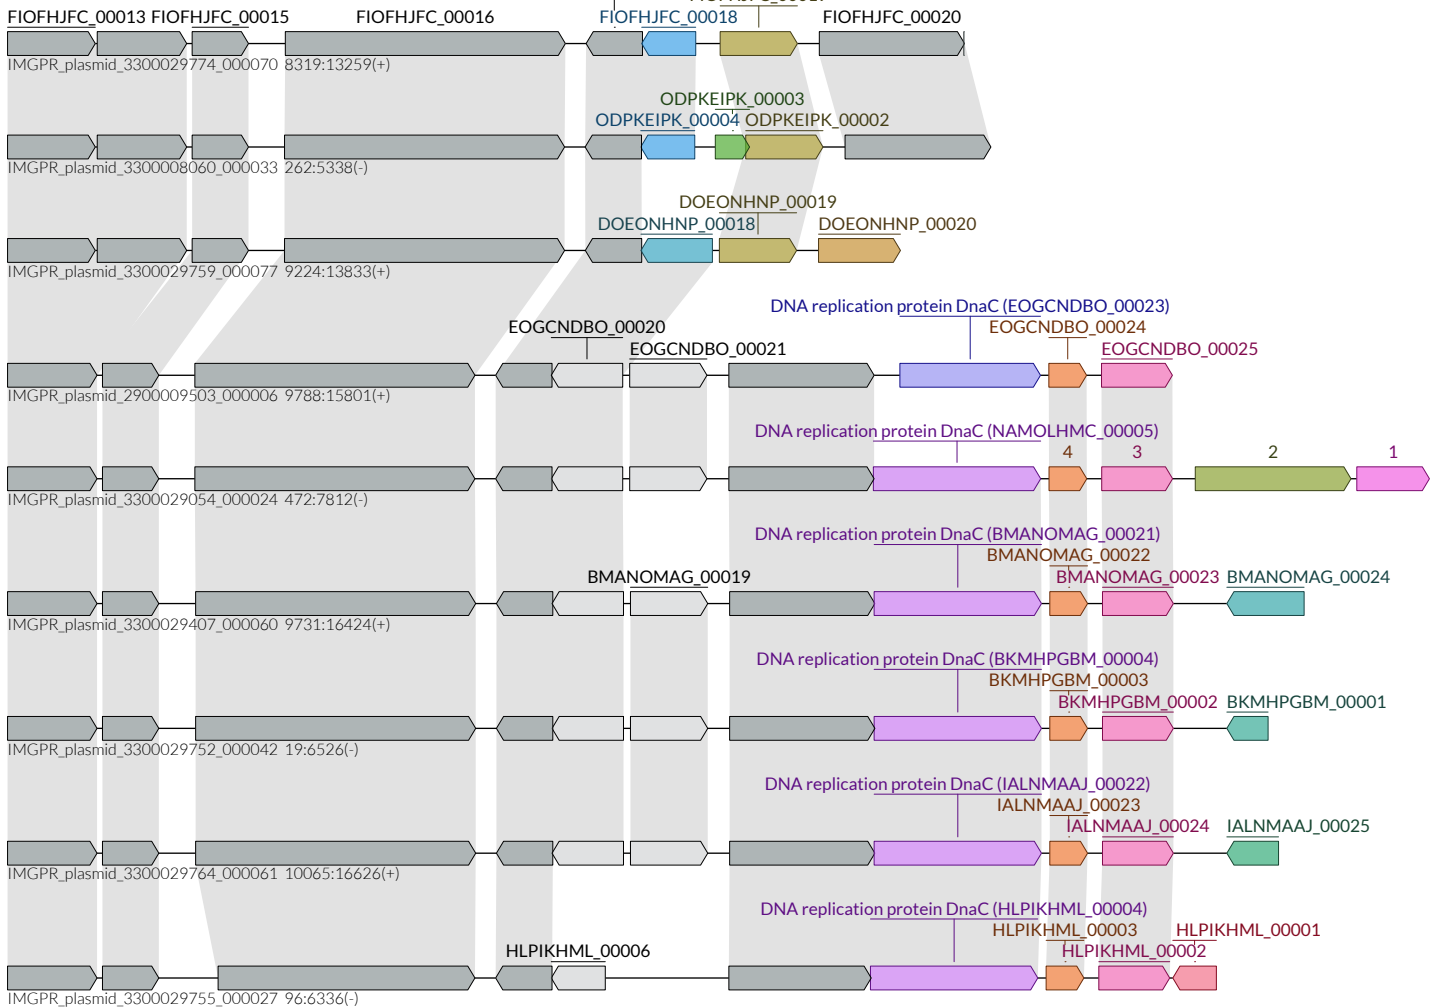 FIOFHJFC_00013 FIOFHJFC_00015 FIOFHJFC_00016 FIOFHJFC_00018 FIOFHJFC_00020
IMGPR_plasmid_3300029774_000070 8319:13259(+)
ODPKEIPK_00003
ODPKEIPK_00004 ODPKEIPK_00002
IMGPR_plasmid_3300008060_000033 262:5338(-)
DOEONHNP_00019
DOEONHNP_00018 DOEONHNP_00020
IMGPR_plasmid_3300029759_000077 9224:13833(+)
DNA replication protein DnaC (EOGCNDBO_00023)
EOGCNDBO_00020 EOGCNDBO_00024
EOGCNDBO_00021 EOGCNDBO_00025
IMGPR_plasmid_2900009503_000006 9788:15801(+)
DNA replication protein DnaC (NAMOLHMC_00005)
4 3 2 1
IMGPR_plasmid_3300029054_000024 472:7812(-)
DNA replication protein DnaC (BMANOMAG_00021)
BMANOMAG_00022
BMANOMAG_00019 BMANOMAG_00023 BMANOMAG_00024
IMGPR_plasmid_3300029407_000060 9731:16424(+)
DNA replication protein DnaC (BKMHPGBM_00004)
BKMHPGBM_00003
BKMHPGBM_00002 BKMHPGBM_00001
IMGPR_plasmid_3300029752_000042 19:6526(-)
DNA replication protein DnaC (IALNMAAJ_00022)
IALNMAAJ_00023
IALNMAAJ_00024 IALNMAAJ_00025
IMGPR_plasmid_3300029764_000061 10065:16626(+)
DNA replication protein DnaC (HLPIKHML_00004)
HLPIKHML_00003 HLPIKHML_00001
HLPIKHML_00006 HLPIKHML_00002
IMGPR_plasmid_3300029755_000027 96:6336(-)